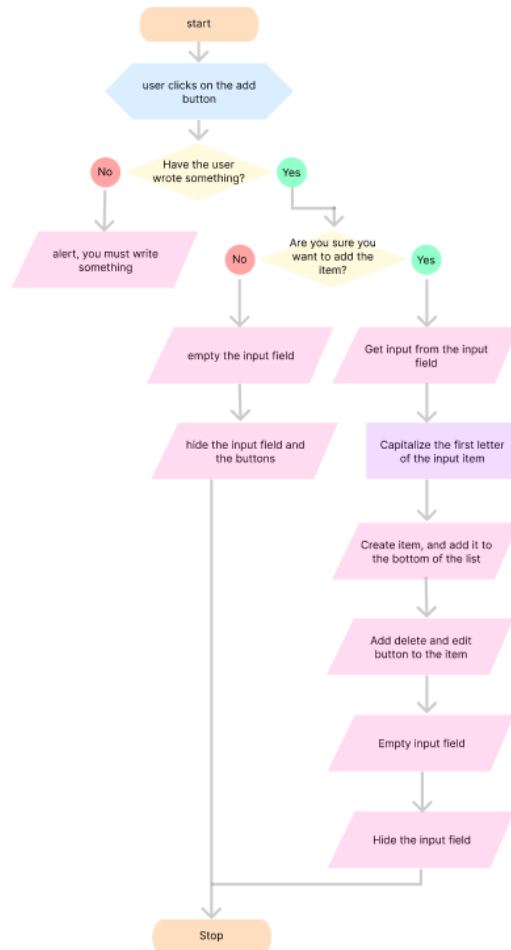 start
user clicks on the add
button
Have the user
wrote something?
No
Yes
alert, you must write
something
Are you sure you
want to add the
item?
No
Yes
empty the input field
Get input from the input
field
hide the input field and
the buttons
Capitalize the first letter
of the input item
Create item, and add it to
the bottom of the list
Add delete and edit
button to the item
Empty input field
Hide the input field
Stop